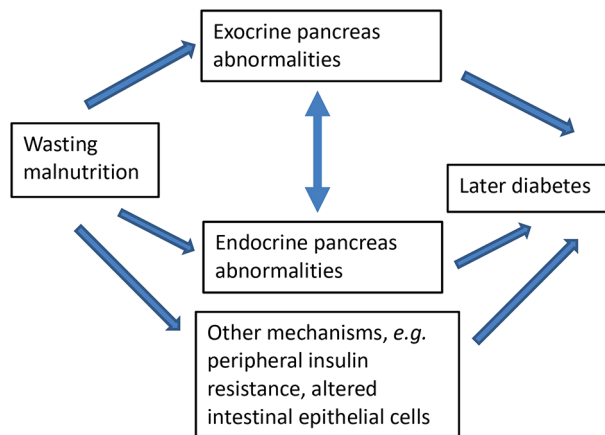 Exocrine pancreas
abnormalities
Wasting
malnutrition
Later diabetes
Endocrine pancreas
abnormalities
Other mechanisms, e.g.
peripheral insulin
resistance, altered
intestinal epithelial cells